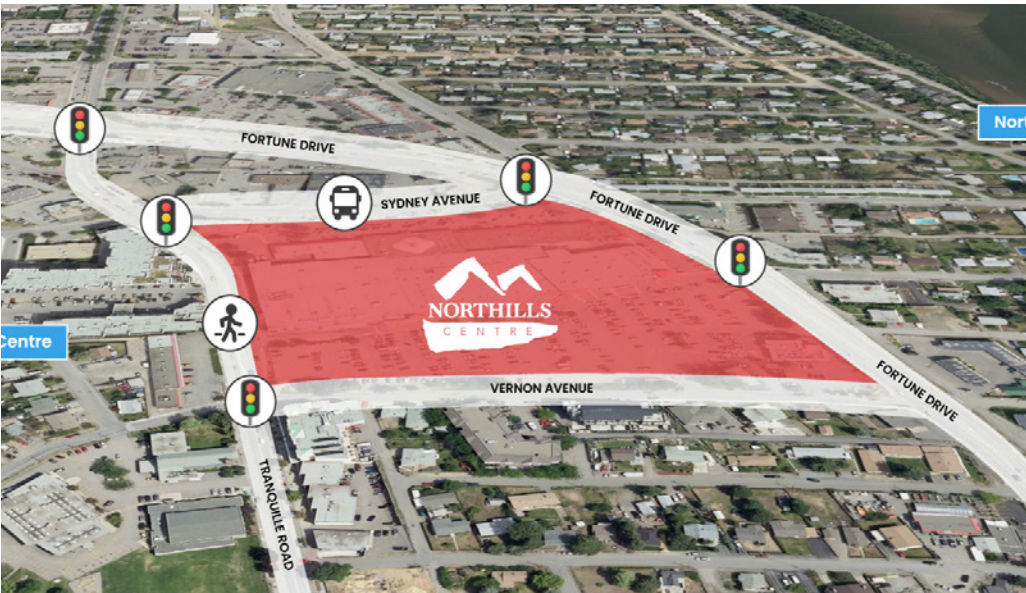 FORTUNE DRIVE
Nort
SYDNEY AVENUE
FORTUNE DRIVE
NORTHILLS
CENTRE
Centre
VERNON AVENUE
FORTUNE DRIVE
TRANQUILLE ROAD